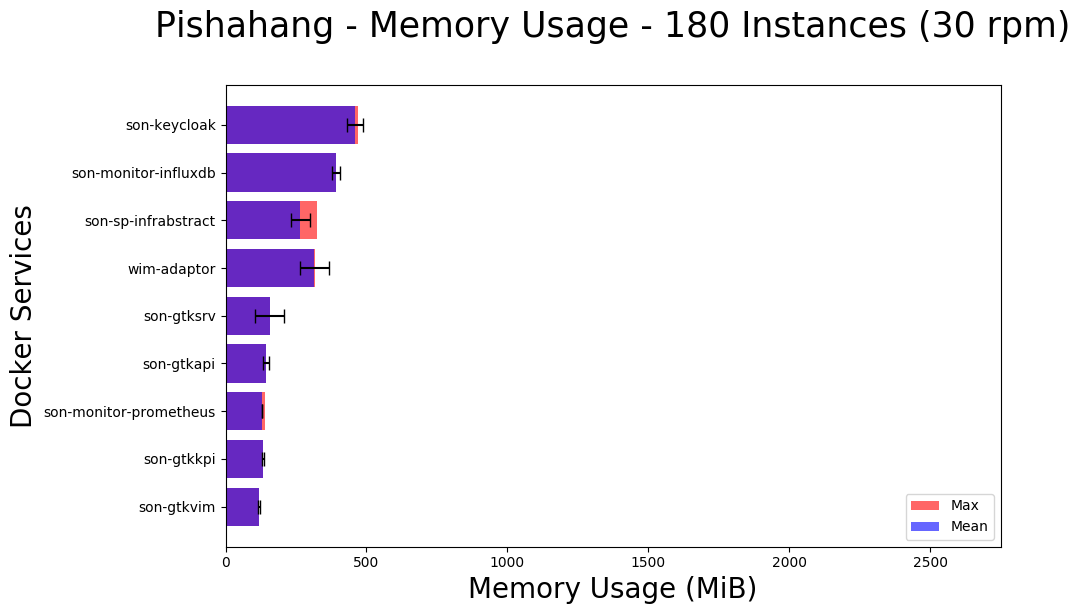 Pishahang - Memory Usage - 180 Instances (30 rpm)
Docker Services
son-keycloak
son-monitor-influxdb
son-sp-infrabstract
wim-adaptor
son-gtksrv
son-gtkapi
son-monitor-prometheus
son-gtkkpi
son-gtkvim
Max
Mean
0 500 1000 1500 2000 2500
Memory Usage (MiB)